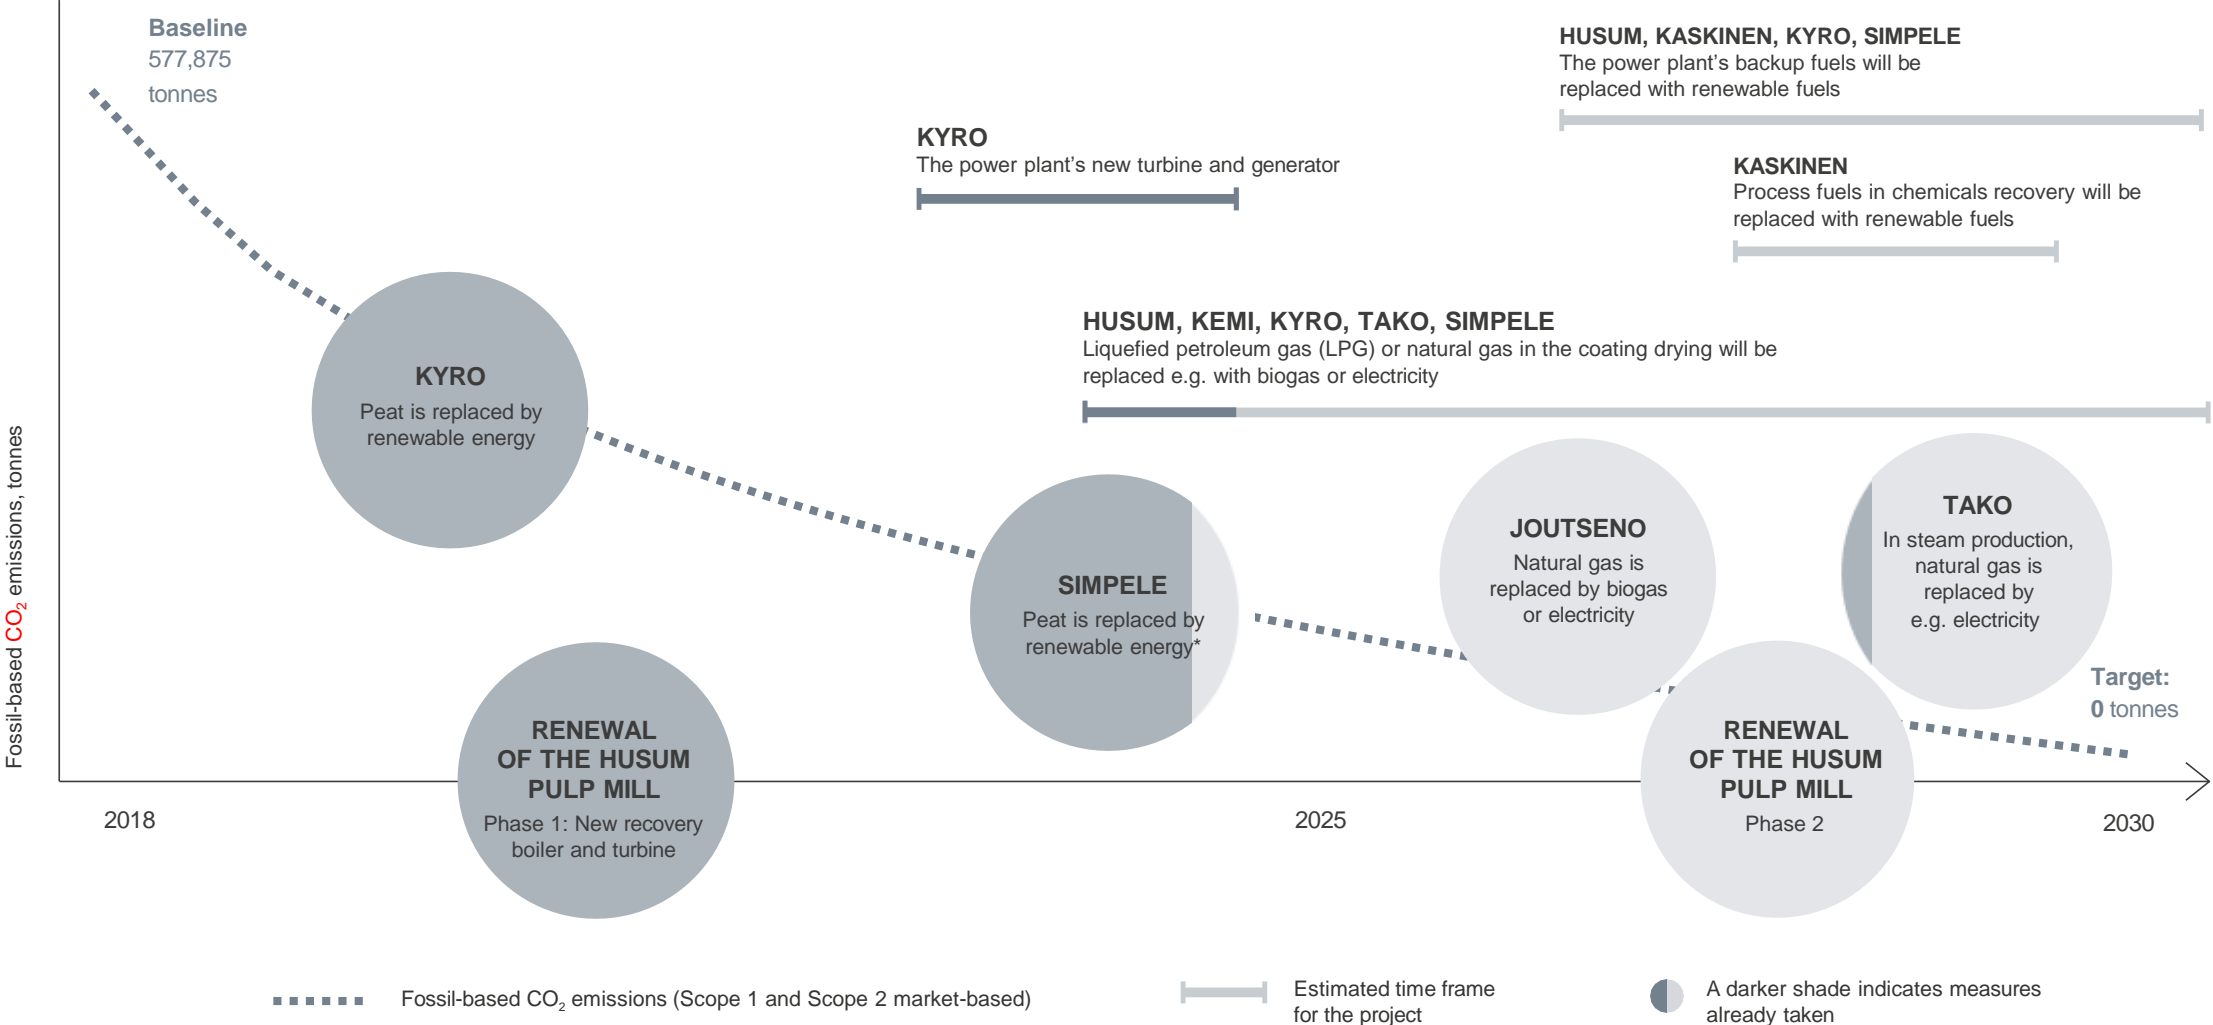 Baseline
577,875
tonnes
HUSUM, KASKINEN, KYRO, SIMPELE
The power plant's backup fuels will be
replaced with renewable fuels
KYRO
The power plant's new turbine and generator
KASKINEN
Process fuels in chemicals recovery will be
replaced with renewable fuels
HUSUM, KEMI, KYRO, TAKO, SIMPELE
Liquefied petroleum gas (LPG) or natural gas in the coating drying will be
replaced e.g. with biogas or electricity
KYRO
Peat is replaced by
renewable energy
SIMPELE
Peat is replaced by
renewable energy*
JOUTSENO
Natural gas is
replaced by biogas
or electricity
TAKO
In steam production,
natural gas is
replaced by
e.g. electricity
Target:
0 tonnes
RENEWAL
OF THE HUSUM
PULP MILL
Phase 1: New recovery
boiler and turbine
RENEWAL
OF THE HUSUM
PULP MILL
Phase 2
Fossil-based CO₂ emissions, tonnes
2018
2025
2030
Fossil-based CO₂ emissions (Scope 1 and Scope 2 market-based)
Estimated time frame
for the project
A darker shade indicates measures
already taken